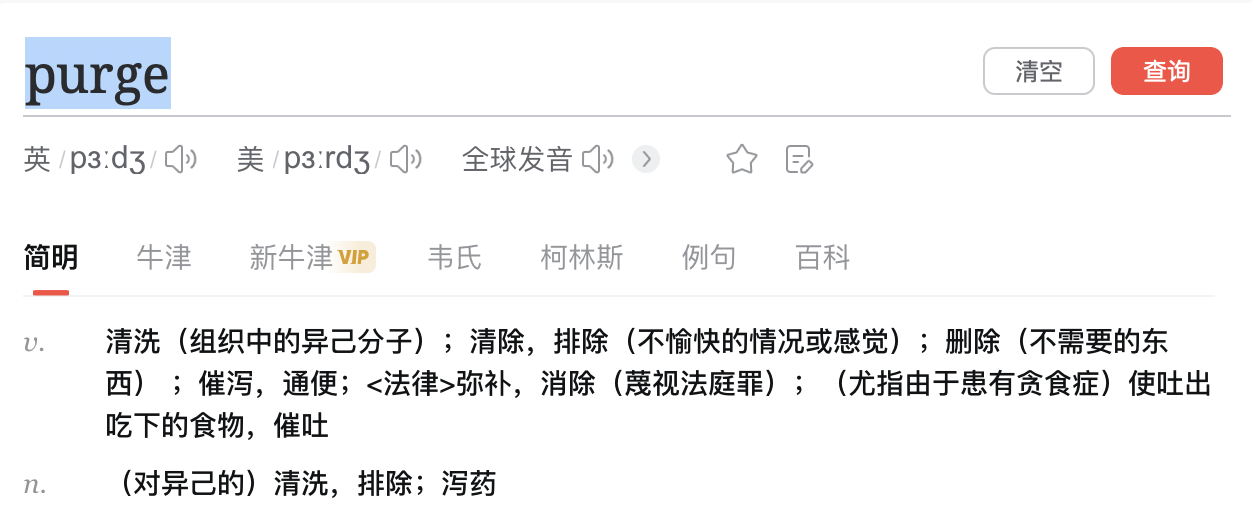 purge 清空 查询
英 /pɜːdʒ/ 美 /pɜːrdʒ/ 全球发音
简明 牛津 新牛津 VIP 韦氏 柯林斯 例句 百科
v. 清洗（组织中的异己分子）；清除，排除（不愉快的情况或感觉）；删除（不需要的东
西）；催泻，通便；<法律>弥补，消除（蔑视法庭罪）；（尤指由于患有贪食症）使吐出
吃下的食物，催吐
n. （对异己的）清洗，排除；泻药